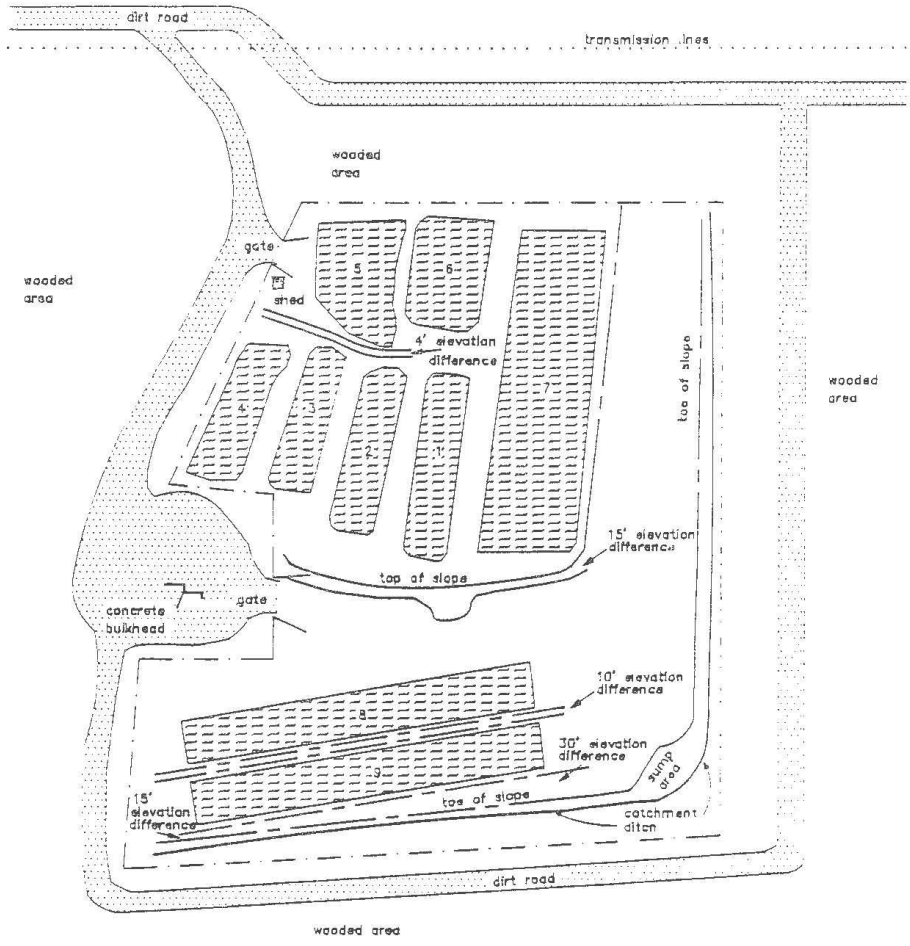 dirt road
transmission lines
wooded
area
gate
5
6
wooded
area
shed
4' elevation
difference
top of slope
7
wooded
area
4
3
2
1
15' elevation
difference
top of slope
concrete
bulkhead
gate
10' elevation
difference
8
30' elevation
difference
9
sump
area
15'
elevation
difference
toe of slope
catchment
ditch
dirt road
wooded area